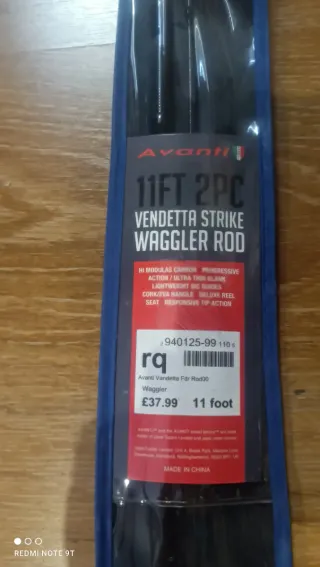 Avanti
11FT 2PC
VENDETTA STRIKE
WAGGLER ROD
HI MODULAS CARBON PROGRESSIVE
ACTION / ULTRA THIN BLANK
LIGHTWEIGHT BIG GUIDES
CORK/EVA HANDLE DELUXE REEL
SEAT RESPONSIVE TIP ACTION
940125-99 110
rq
Avanti Vendetta Fdr Rod00
Waggler
£37.99 11 foot
MADE IN CHINA
REDMI NOTE 9T